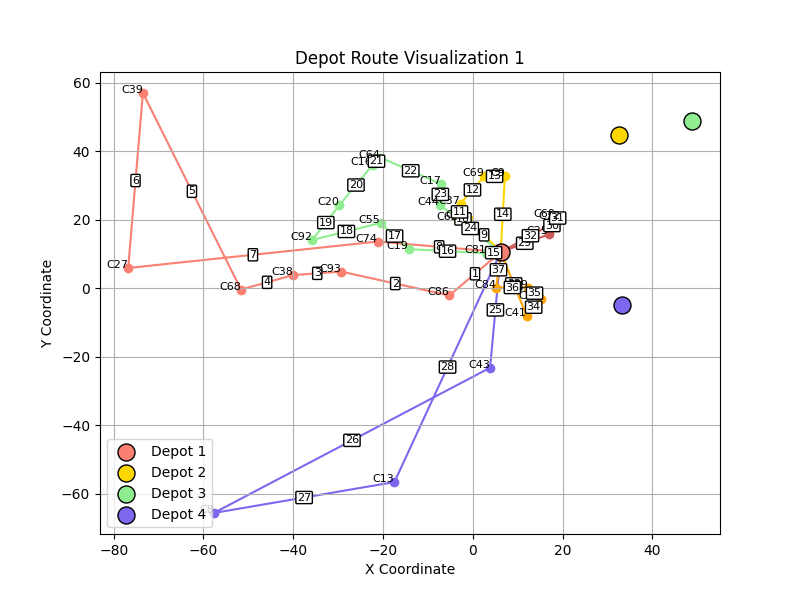 Depot Route Visualization 1
60
40
20
0
−20
−40
−60
−80
−60
−40
−20
0
20
40
X Coordinate
Y Coordinate
C39
C64
C20
C92
C55
C74
C19
C17
C69
C27
C68
C38
C93
C86
C81
C84
C41
C43
C13
1
2
3
4
5
6
7
8
9
11
12
13
14
15
16
17
18
19
20
21
22
23
24
25
26
27
28
30
31
32
34
35
36
37
Depot 1
Depot 2
Depot 3
Depot 4